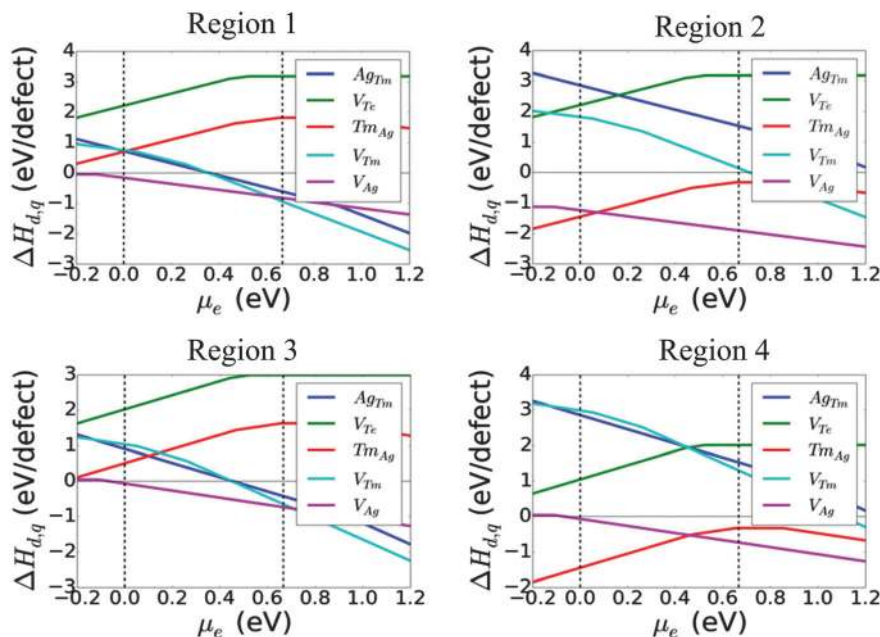 Region 1
Region 2
ΔH_{d,q} (eV/defect)
4
3
2
1
0
−1
−2
−3
−0.2 0.0 0.2 0.4 0.6 0.8 1.0 1.2
μ_e (eV)
Ag_{Tm}
V_{Te}
Tm_{Ag}
V_{Tm}
V_{Ag}
ΔH_{d,q} (eV/defect)
4
3
2
1
0
−1
−2
−3
−0.2 0.0 0.2 0.4 0.6 0.8 1.0 1.2
μ_e (eV)
Ag_{Tm}
V_{Te}
Tm_{Ag}
V_{Tm}
V_{Ag}
Region 3
Region 4
ΔH_{d,q} (eV/defect)
3
2
1
0
−1
−2
−3
−0.2 0.0 0.2 0.4 0.6 0.8 1.0 1.2
μ_e (eV)
Ag_{Tm}
V_{Te}
Tm_{Ag}
V_{Tm}
V_{Ag}
ΔH_{d,q} (eV/defect)
4
3
2
1
0
−1
−2
−0.2 0.0 0.2 0.4 0.6 0.8 1.0 1.2
μ_e (eV)
Ag_{Tm}
V_{Te}
Tm_{Ag}
V_{Tm}
V_{Ag}